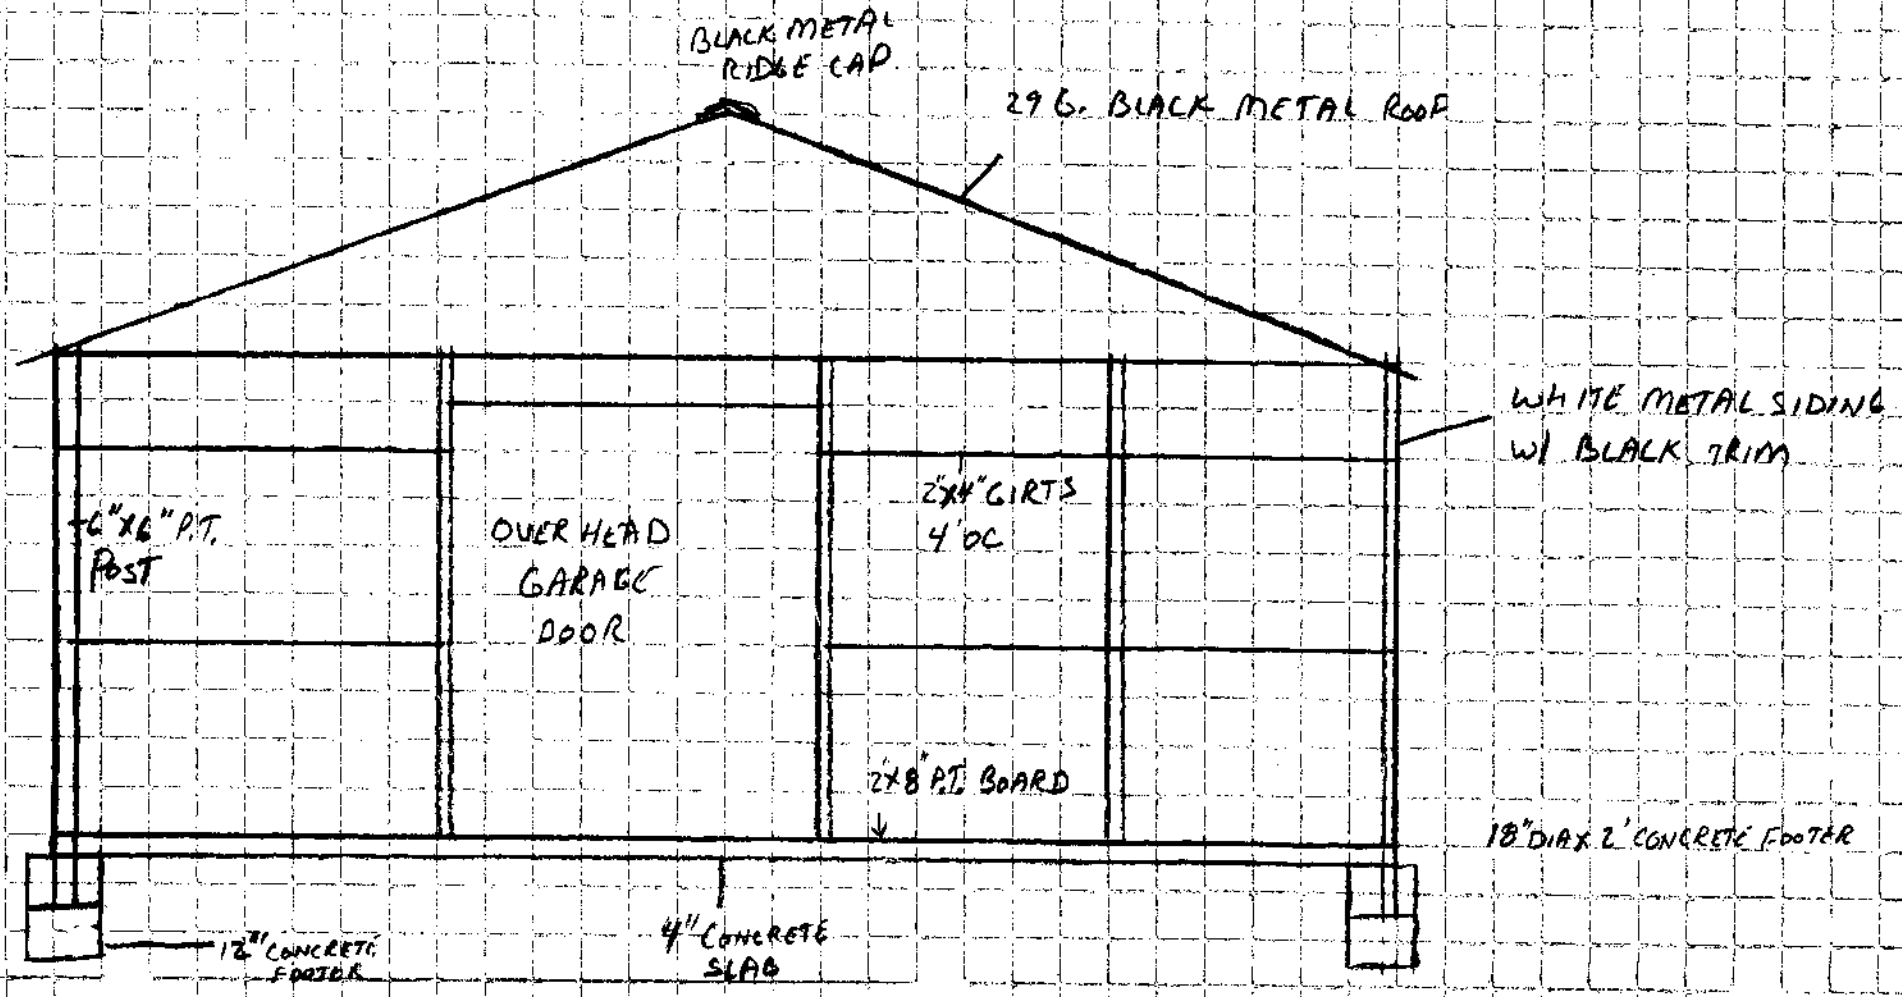 BLACK METAL
RIDGE CAP
29 G. BLACK METAL ROOF
WHITE METAL SIDING
W/ BLACK TRIM
6"X6" P.T.
POST
OVER HEAD
GARAGE
DOOR
2"X4" GIRTS
4' OC
2"X8" P.T. BOARD
18" DIA X 2' CONCRETE FOOTER
12" CONCRETE
FOOTER
4" CONCRETE
SLAB